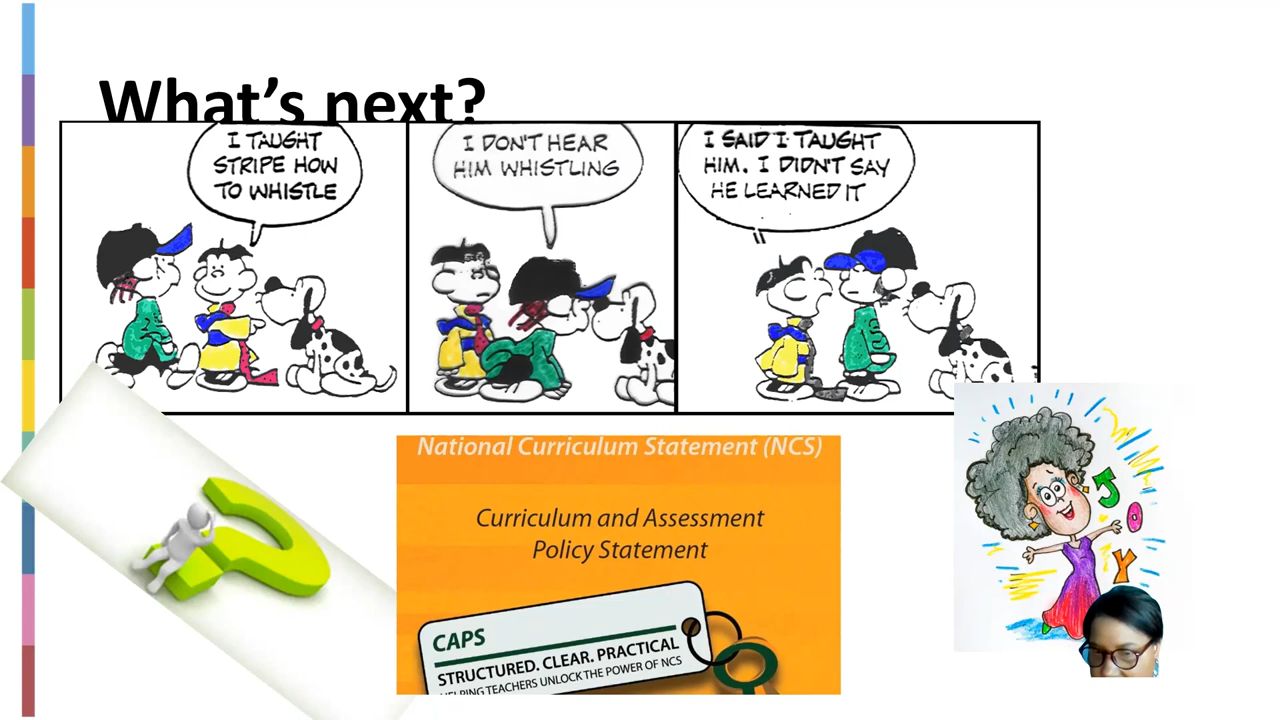 What's next?
I TAUGHT
STRIPE HOW
TO WHISTLE
I DON'T HEAR
HIM WHISTLING
I SAID I TAUGHT
HIM. I DIDN'T SAY
HE LEARNED IT
National Curriculum Statement (NCS)
Curriculum and Assessment
Policy Statement
CAPS
STRUCTURED. CLEAR. PRACTICAL
HELPING TEACHERS UNLOCK THE POWER OF NCS
J
O
Y